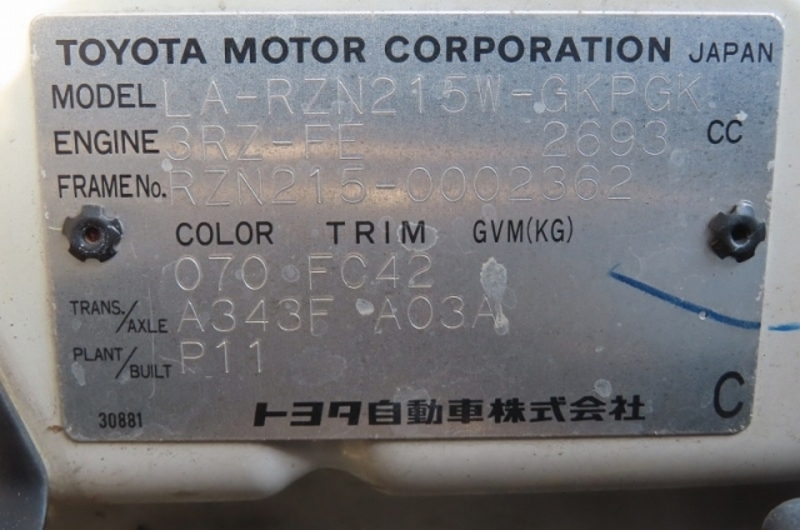 TOYOTA MOTOR CORPORATION JAPAN
MODEL LA-RZN215W-GKPGK
ENGINE 3RZ-FE 2693 CC
FRAME No. RZN215-0002362
COLOR TRIM GVM(KG)
070 FC42
TRANS./AXLE A343F A03A
PLANT/BUILT P11
30881 トヨタ自動車株式会社 C